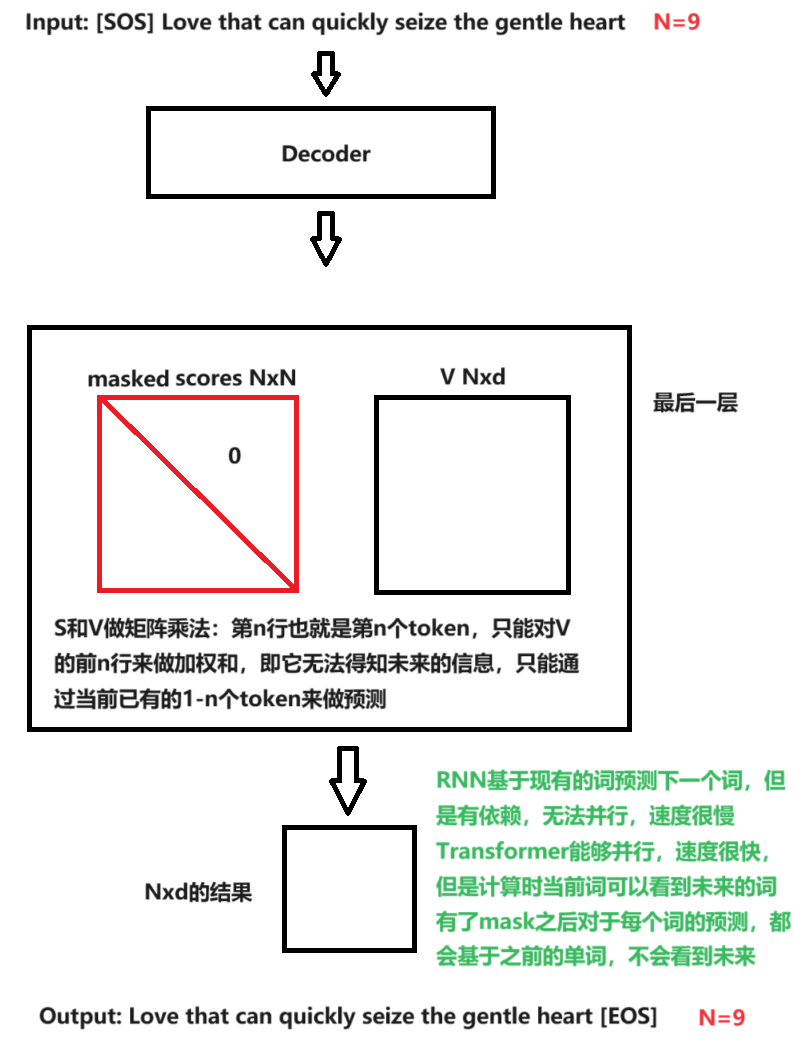 Input: [SOS] Love that can quickly seize the gentle heart N=9
Decoder
masked scores NxN
V Nxd
最后一层
0
S和V做矩阵乘法：第n行也就是第n个token，只能对V
的前n行来做加权和，即它无法得知未来的信息，只能通
过当前已有的1-n个token来做预测
RNN基于现有的词预测下一个词，但
是有依赖，无法并行，速度很慢
Transformer能够并行，速度很快，
但是计算时当前词可以看到未来的词
有了mask之后对于每个词的预测，都
会基于之前的单词，不会看到未来
Nxd的结果
Output: Love that can quickly seize the gentle heart [EOS] N=9